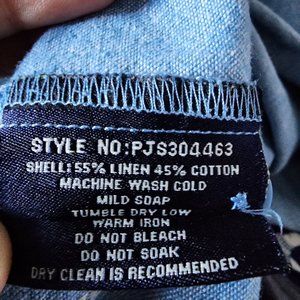 STYLE NO:PJS304463
SHELL: 55% LINEN 45% COTTON
MACHINE WASH COLD
MILD SOAP
TUMBLE DRY LOW
WARM IRON
DO NOT BLEACH
DO NOT SOAK
DRY CLEAN IS RECOMMENDED